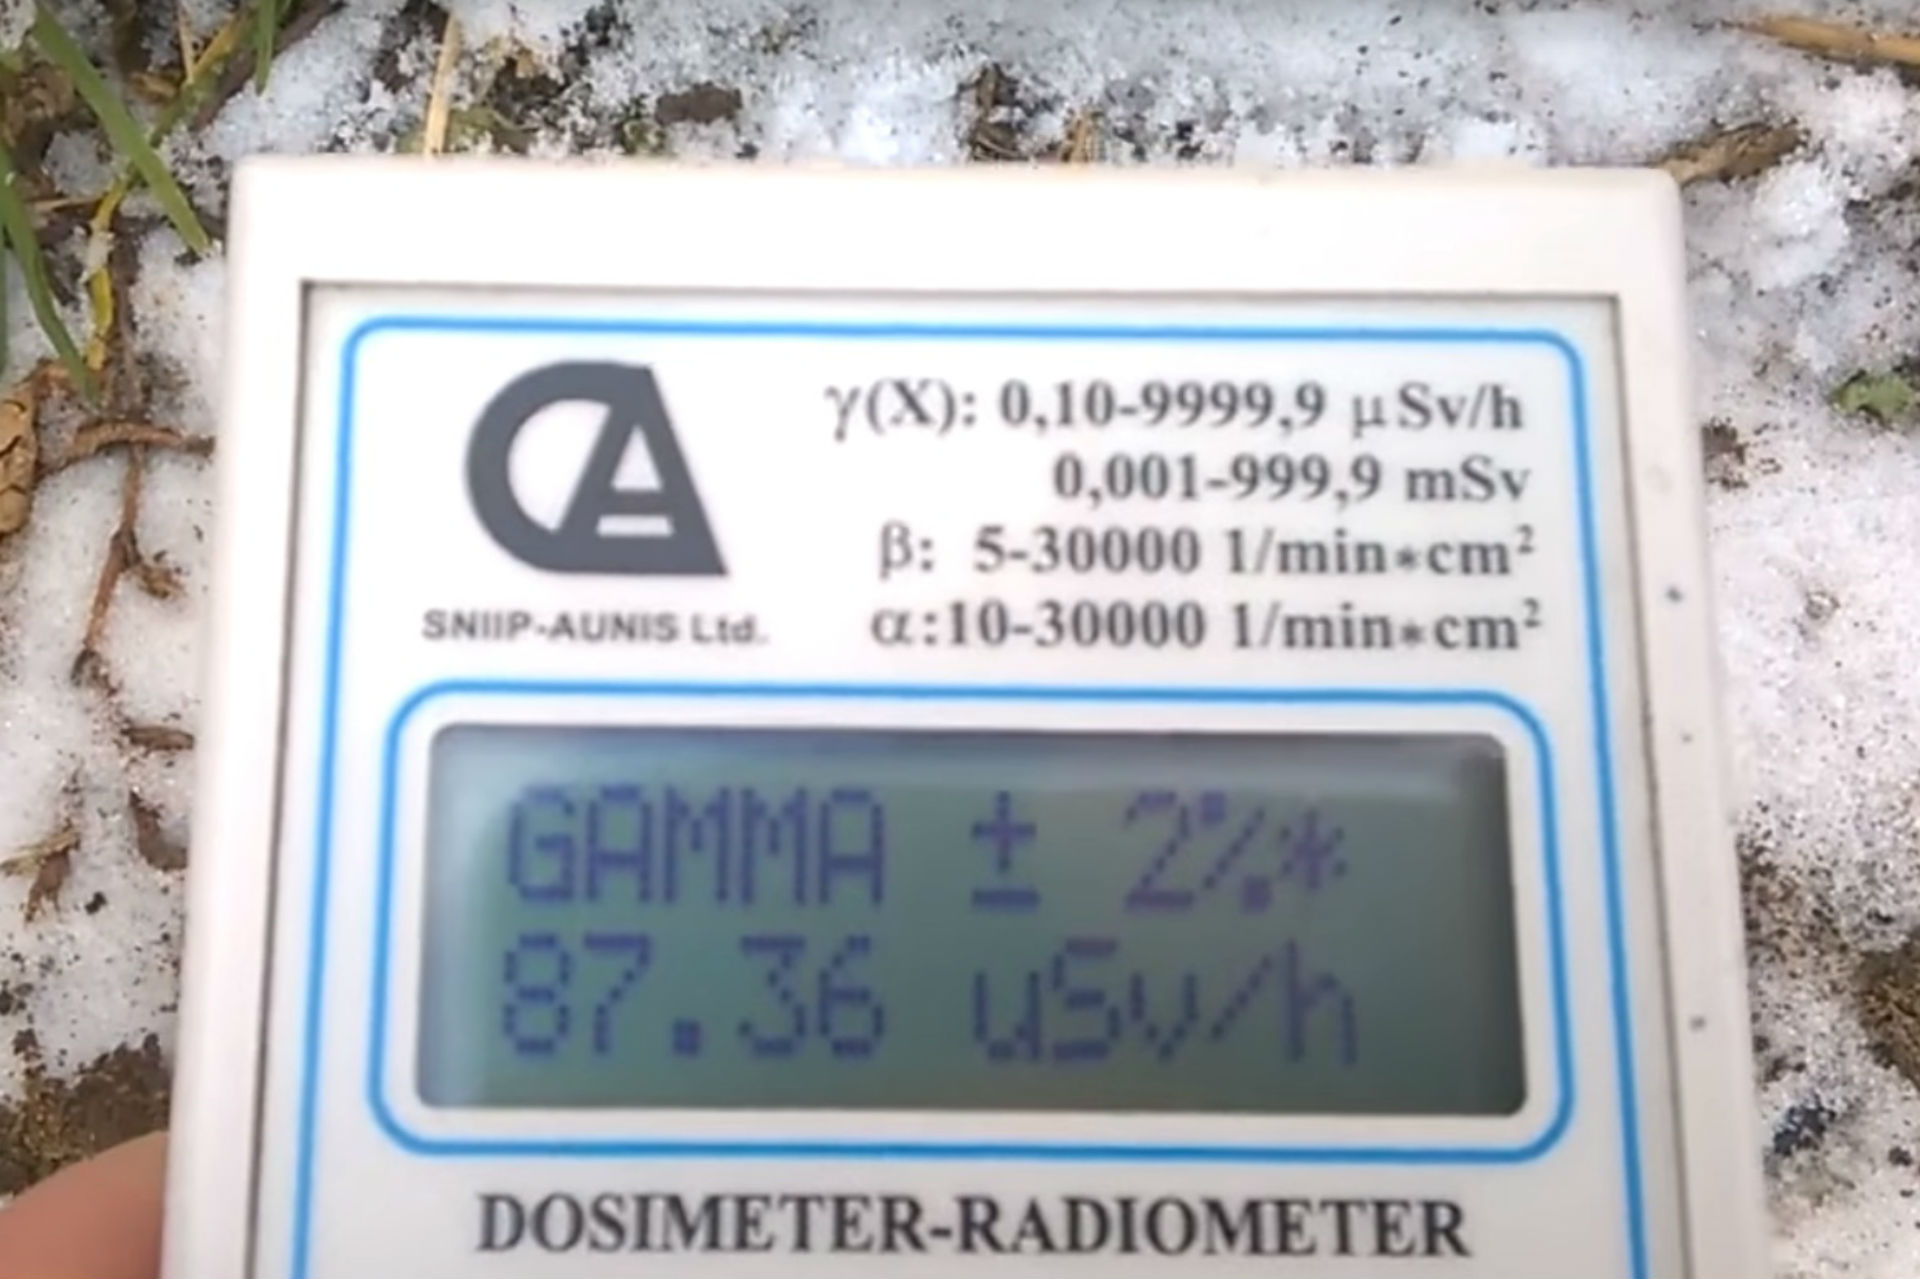 γ(X): 0,10-9999,9 μSv/h
0,001-999,9 mSv
β: 5-30000 1/min*cm²
α:10-30000 1/min*cm²
SNIIP-AUNIS Ltd.
GAMMA ± 2%*
87.36 uSv/h
DOSIMETER-RADIOMETER